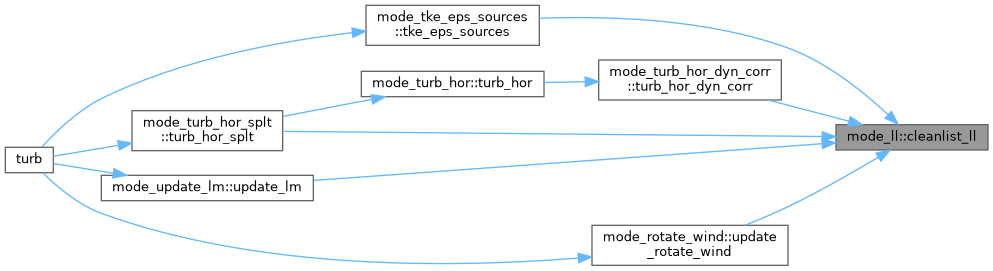 mode_tke_eps_sources
::tke_eps_sources
mode_turb_hor_dyn_corr
::turb_hor_dyn_corr
mode_turb_hor::turb_hor
mode_turb_hor_splt
::turb_hor_splt
mode_ll::cleanlist_ll
turb
mode_update_lm::update_lm
mode_rotate_wind::update
_rotate_wind